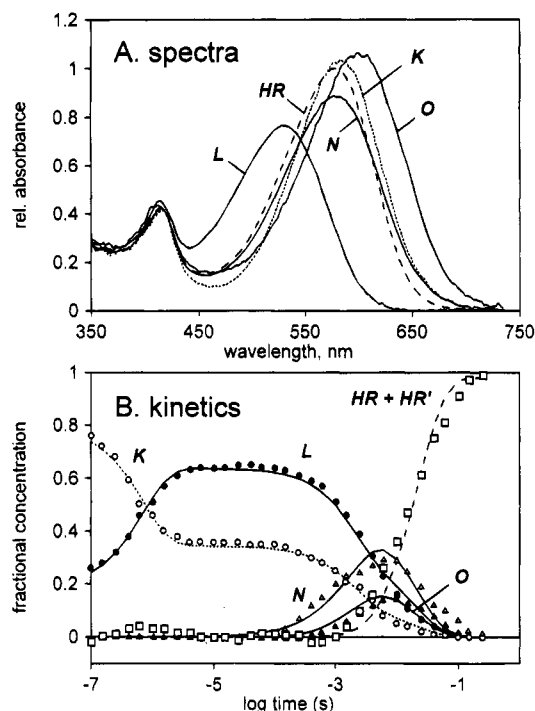 A. spectra
K
HR
O
L
N
rel. absorbance
1
0.8
0.6
0.4
0.2
0
350 450 550 650 750
wavelength, nm
B. kinetics
HR + HR'
K
L
N
O
fractional concentration
1
0.8
0.6
0.4
0.2
0
-7 -5 -3 -1
log time (s)